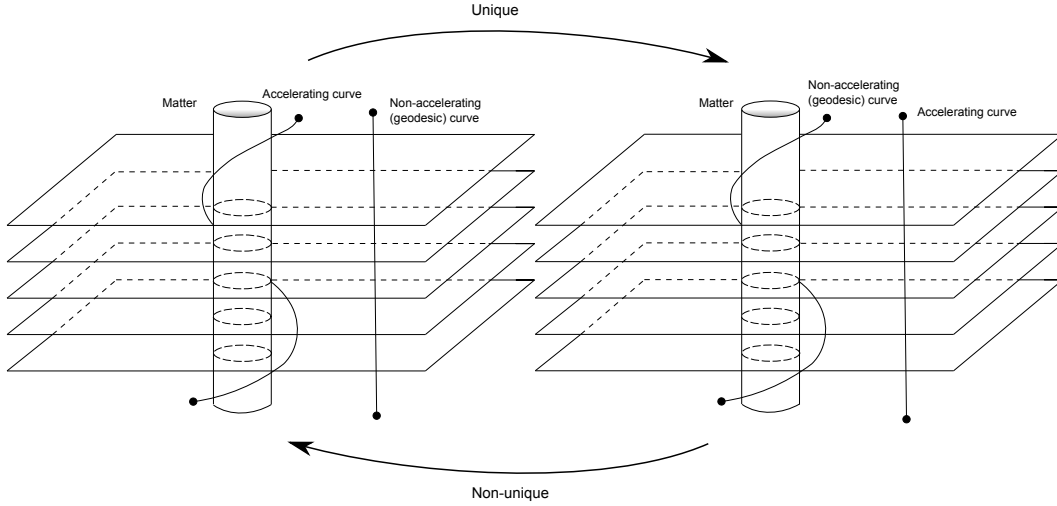 Unique
Matter
Accelerating curve
Non-accelerating
(geodesic) curve
Matter
Non-accelerating
(geodesic) curve
Accelerating curve
Non-unique